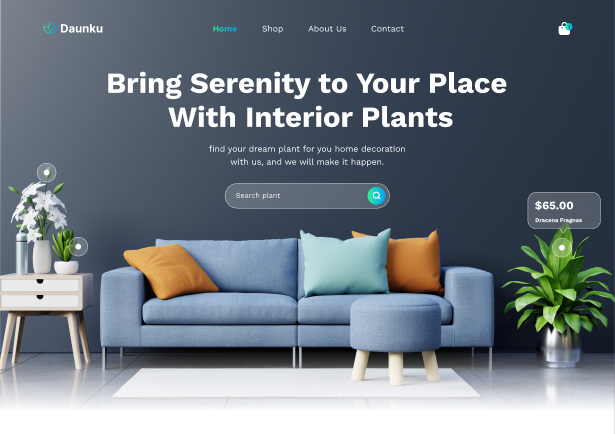 Daunku
Home
Shop
About Us
Contact
1
Bring Serenity to Your Place
With Interior Plants
find your dream plant for you home decoration
with us, and we will make it happen.
Search plant
$65.00
Dracena Fragnas